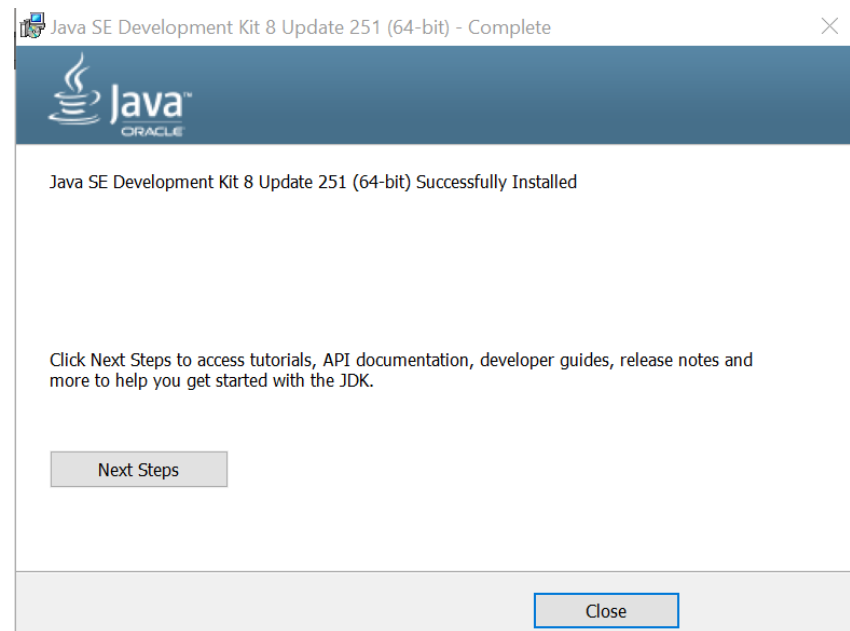 Java SE Development Kit 8 Update 251 (64-bit) - Complete
Java™
ORACLE
Java SE Development Kit 8 Update 251 (64-bit) Successfully Installed
Click Next Steps to access tutorials, API documentation, developer guides, release notes and
more to help you get started with the JDK.
Next Steps
Close